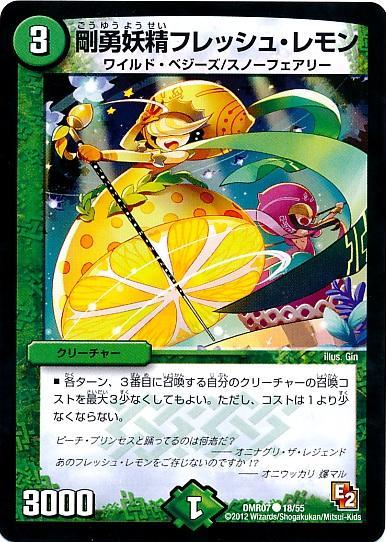 3
ごうゆうようせい
剛勇妖精フレッシュ・レモン
ワイルド・ベジーズ/スノーフェアリー
クリーチャー
illus. Gin
■各ターン、3番目に召喚する自分のクリーチャーの召喚コ
ストを最大3少なくしてもよい。ただし、コストは1より少
なくならない。
ピーチ・プリンセスと踊ってるのは何者だ?
——オニナグリ・ザ・レジェンド
あのフレッシュ・レモンをご存じないのですか!?
——オニウッカリ 爆マル
3000
1
DMR07 ● 18/55
E2
©2012 Wizards/Shogakukan/Mitsui-Kids